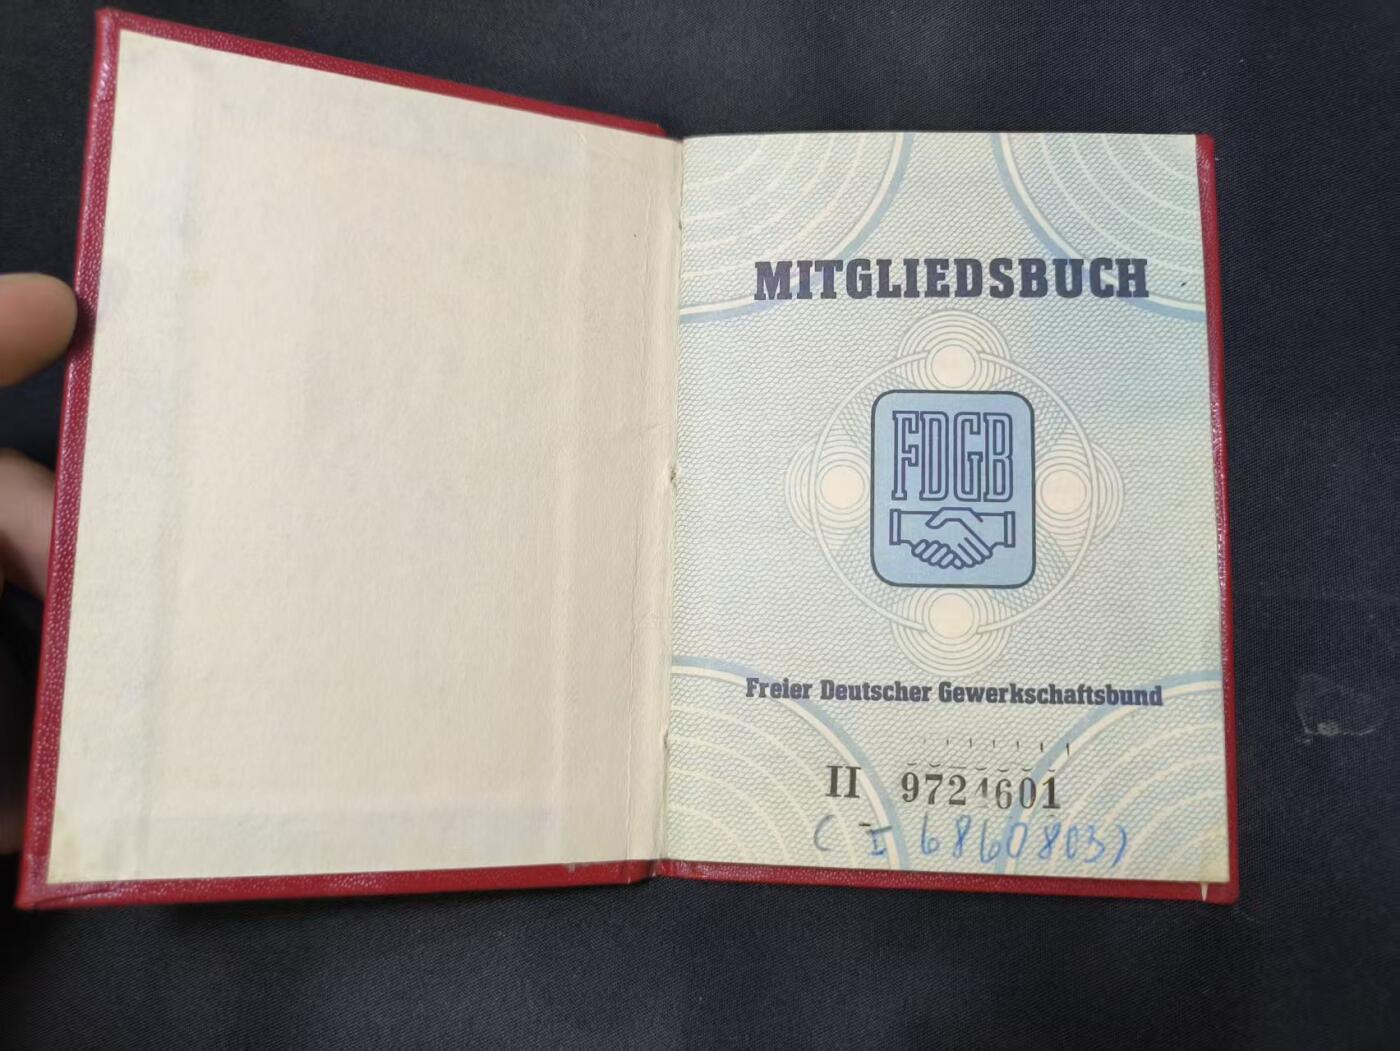 MITGLIEDSBUCH
FDGB
Freier Deutscher Gewerkschaftsbund
II 9724601
( I 6860803)